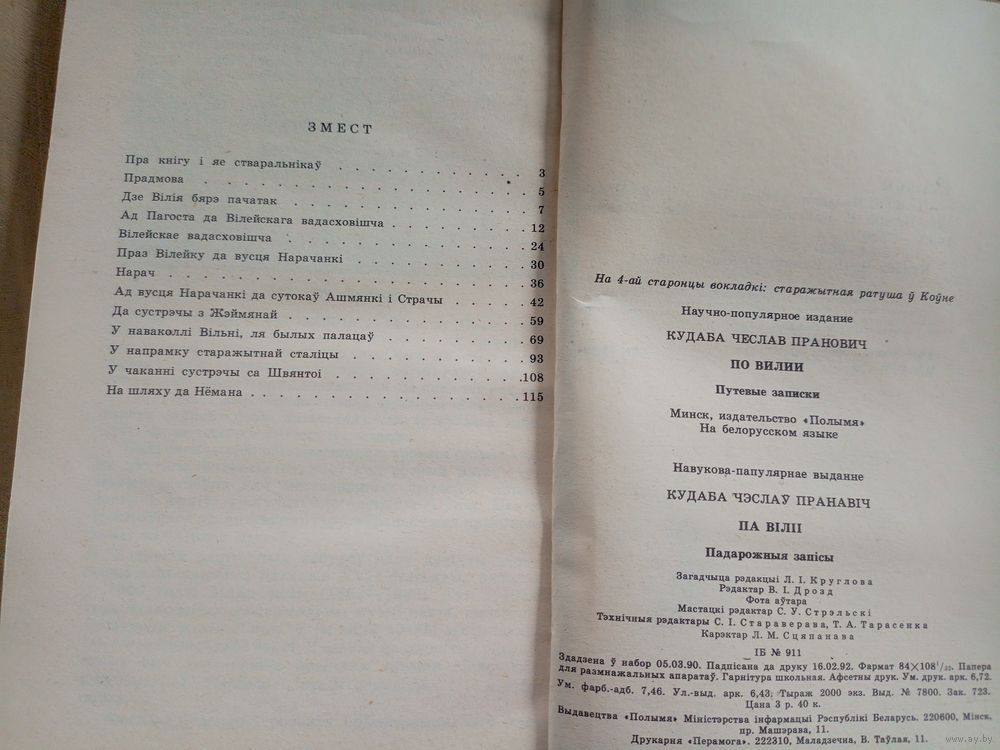 ЗМЕСТ
Пра кнігу і яе стваральнікаў . . . . . . . . . . . 3
Прадмова . . . . . . . . . . . . . . . . . 5
Дзе Вілія бярэ пачатак . . . . . . . . . . . . . 7
Ад Пагоста да Вілейскага вадасховішча . . . . . . . . 12
Вілейскае вадасховішча . . . . . . . . . . . . . 24
Праз Вілейку да вусця Нарачанкі . . . . . . . . . . 30
Нарач . . . . . . . . . . . . . . . . . . 36
Ад вусця Нарачанкі да сутокаў Ашмянкі і Страчы . . . . . 42
Да сустрэчы з Жэймянай . . . . . . . . . . . . . 59
У наваколлі Вільні, ля былых палацаў . . . . . . . . 69
У напрамку старажытнай сталіцы . . . . . . . . . . 93
У чаканні сустрэчы са Швянтоі . . . . . . . . . . .108
На шляху да Нёмана . . . . . . . . . . . . . . . 115
На 4-ай старонцы вокладкі: старажытная ратуша ў Коўне
Научно-популярное издание
КУДАБА ЧЕСЛАВ ПРАНОВИЧ
ПО ВИЛИИ
Путевые записки
Минск, издательство «Полымя»
На белорусском языке
Навукова-папулярнае выданне
КУДАБА ЧЭСЛАЎ ПРАНАВІЧ
ПА ВІЛІІ
Падарожныя запісы
Загадчыца рэдакцыі Л. І. Круглова
Рэдактар В. І. Дрозд
Фота аўтара
Мастацкі рэдактар С. У. Стрэльскі
Тэхнічныя рэдактары С. І. Стараверава, Т. А. Тарасенка
Карэктар Л. М. Сцяпанава
ІБ № 911
Здадзена ў набор 05.03.90. Падпісана да друку 16.02.92. Фармат 84×108¹/₃₂. Папера
для размнажальных апаратаў. Гарнітура школьная. Афсетны друк. Ум. друк. арк. 6,72.
Ум. фарб.-адб. 7,46. Ул.-выд. арк. 6,43. Тыраж 2000 экз. Выд. № 7800. Зак. 723.
Цана 3 р. 40 к.
Выдавецтва «Полымя» Міністэрства інфармацыі Рэспублікі Беларусь. 220600, Мінск,
пр. Машэрава, 11.
Друкарня «Перамога». 222310, Маладзечна, В. Таўлая, 11.
www.ay.by